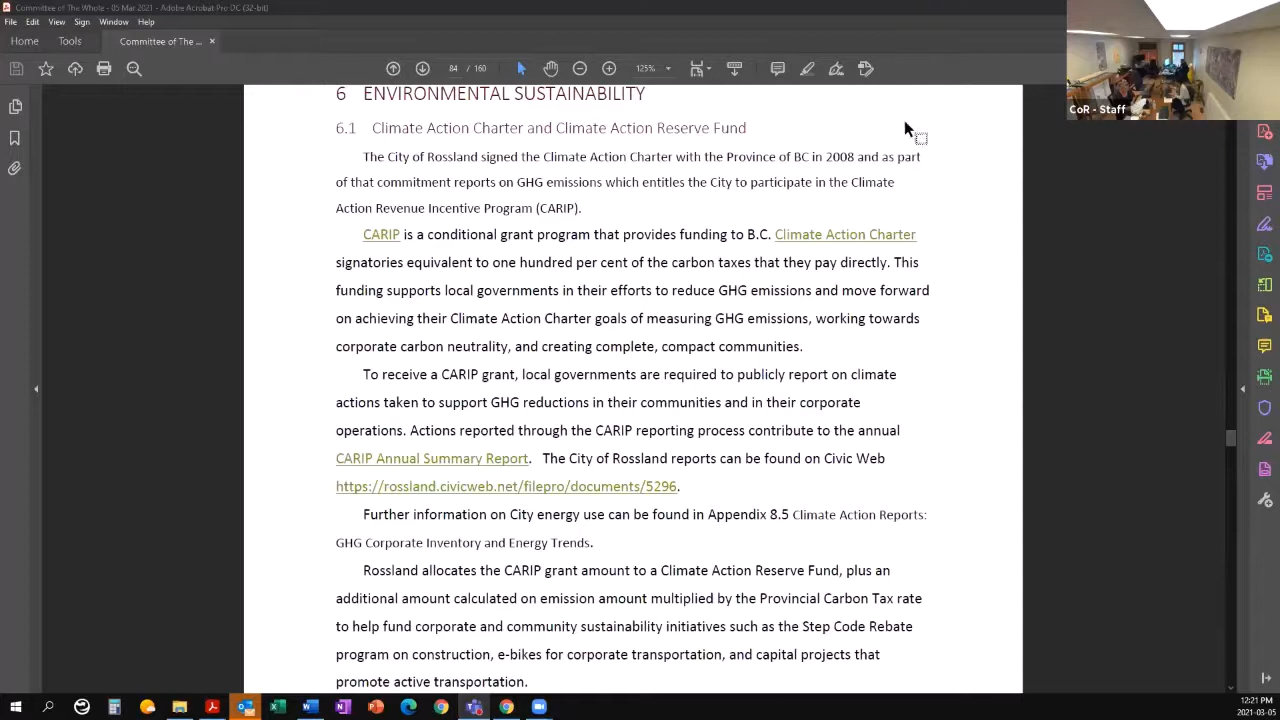 Committee of The Whole - 05 Mar 2021 - Adobe Acrobat Pro DC (32-bit)
File Edit View Sign Window Help
Home Tools Committee of The ... ×
84 / 160 125%
CoR - Staff
6 ENVIRONMENTAL SUSTAINABILITY
6.1 Climate Action Charter and Climate Action Reserve Fund
The City of Rossland signed the Climate Action Charter with the Province of BC in 2008 and as part
of that commitment reports on GHG emissions which entitles the City to participate in the Climate
Action Revenue Incentive Program (CARIP).
CARIP is a conditional grant program that provides funding to B.C. Climate Action Charter
signatories equivalent to one hundred per cent of the carbon taxes that they pay directly. This
funding supports local governments in their efforts to reduce GHG emissions and move forward
on achieving their Climate Action Charter goals of measuring GHG emissions, working towards
corporate carbon neutrality, and creating complete, compact communities.
To receive a CARIP grant, local governments are required to publicly report on climate
actions taken to support GHG reductions in their communities and in their corporate
operations. Actions reported through the CARIP reporting process contribute to the annual
CARIP Annual Summary Report. The City of Rossland reports can be found on Civic Web
https://rossland.civicweb.net/filepro/documents/5296.
Further information on City energy use can be found in Appendix 8.5 Climate Action Reports:
GHG Corporate Inventory and Energy Trends.
Rossland allocates the CARIP grant amount to a Climate Action Reserve Fund, plus an
additional amount calculated on emission amount multiplied by the Provincial Carbon Tax rate
to help fund corporate and community sustainability initiatives such as the Step Code Rebate
program on construction, e-bikes for corporate transportation, and capital projects that
promote active transportation.
12:21 PM
2021-03-05